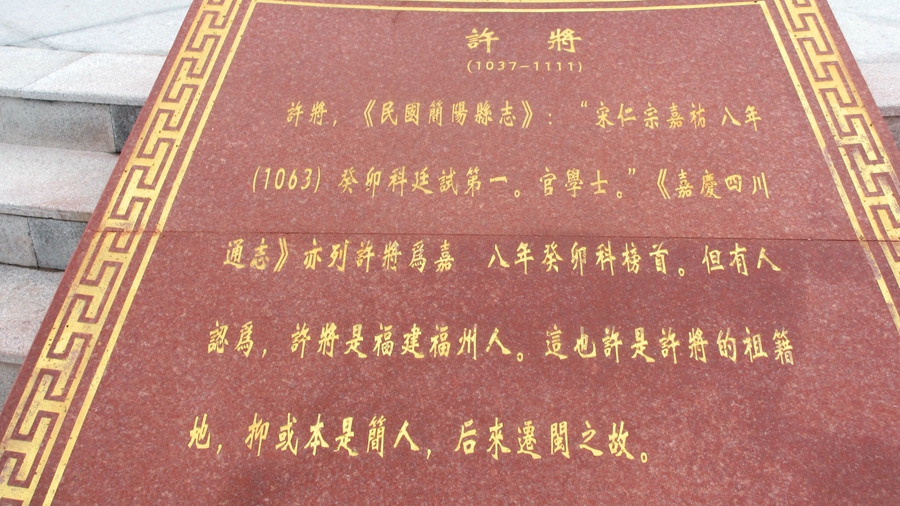 許 將
(1037—1111)
許將，《民國簡陽縣志》：“宋仁宗嘉祐 八年
(1063) 癸卯科廷試第一。官學士。”《嘉慶四川
通志》亦列許將爲嘉 八年癸卯科榜首。但有人
認爲，許將是福建福州人。這也許是許將的祖籍
地，抑或本是簡人，后來遷閩之故。